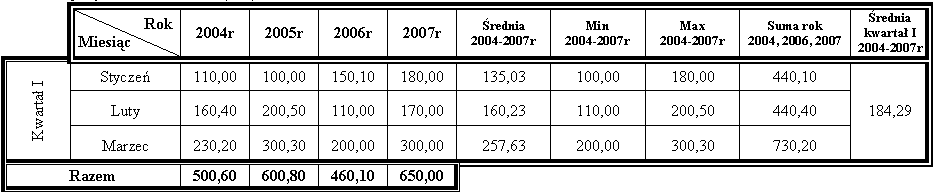 Rok
Miesiąc
2004r 2005r 2006r 2007r
Średnia
2004-2007r
Min
2004-2007r
Max
2004-2007r
Suma rok
2004, 2006, 2007
Średnia
kwartał I
2004-2007r
Kwartał I
Styczeń 110,00 100,00 150,10 180,00 135,03 100,00 180,00 440,10
Luty 160,40 200,50 110,00 170,00 160,23 110,00 200,50 440,40 184,29
Marzec 230,20 300,30 200,00 300,00 257,63 200,00 300,30 730,20
Razem 500,60 600,80 460,10 650,00